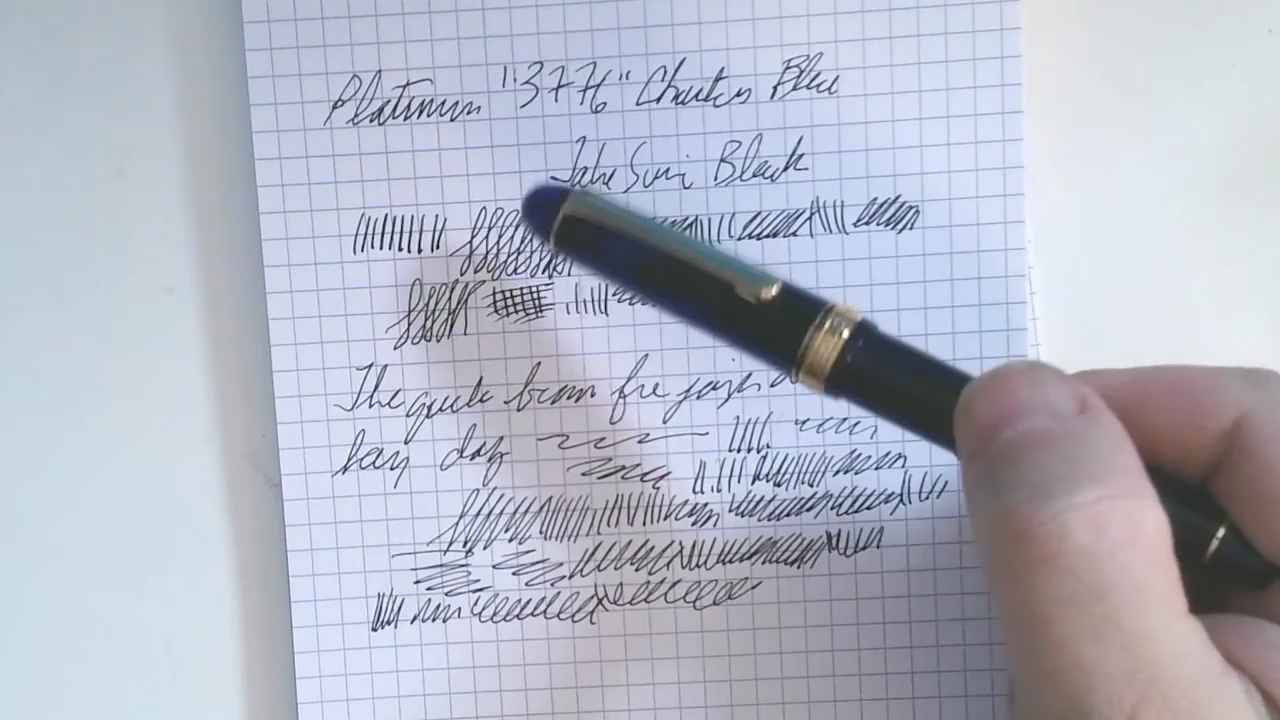 Platinum "3776" Chartres Blue
Take Sumi Black
The quick brown fox jumps
lazy dog